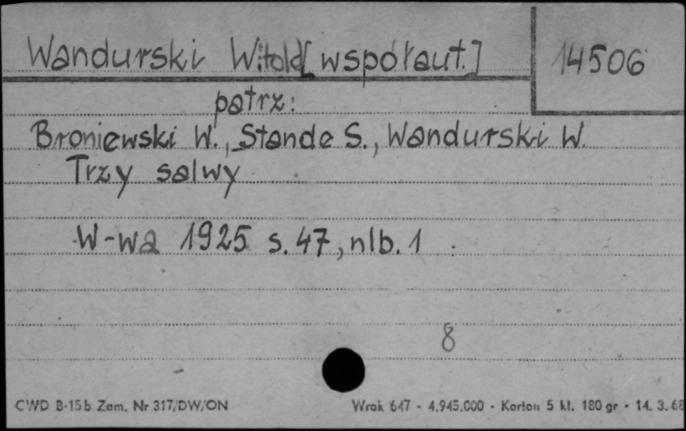 Wandurski Witold [współaut.] 14506
patrz:
Broniewski W., Stande S., Wandurski W.
Trzy salwy
W-wa 1925 s. 47, nlb. 1
8
CWD B-15b Zam. Nr 317/DW/ON Wrak 647 - 4.945.000 - Karton 5 kl. 180 gr - 14. 3. 68